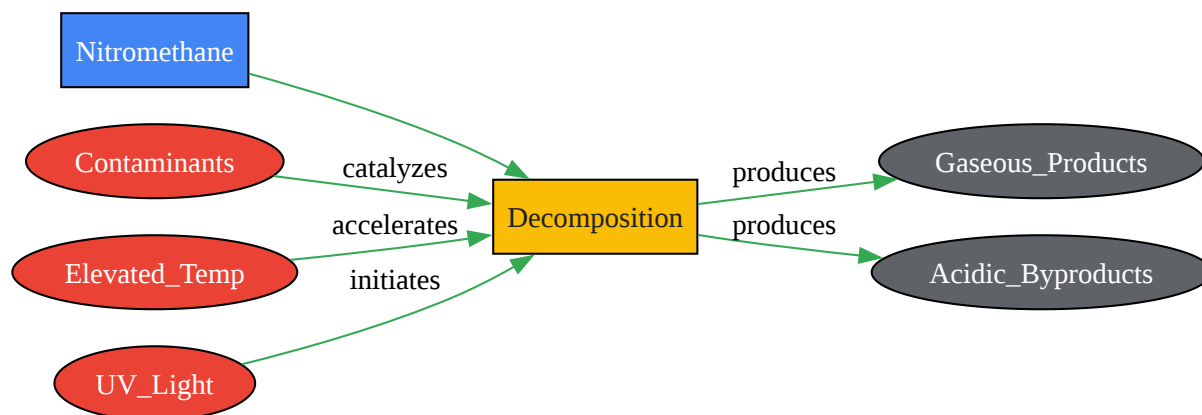 Nitromethane
Contaminants
catalyzes
Elevated_Temp
accelerates
UV_Light
initiates
Decomposition
produces
Gaseous_Products
produces
Acidic_Byproducts